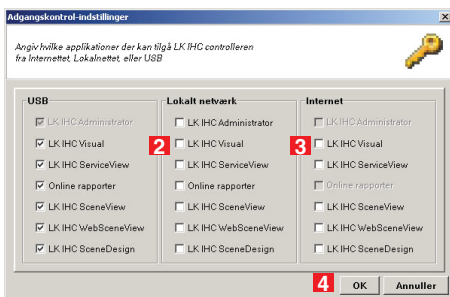 Adgangskontrol-indstillinger
Angiv hvilke applikationer der kan tilgå LK IHC controlleren
fra Internettet, Lokalnettet, eller USB
USB
LK IHC Administrator
LK IHC Visual
LK IHC ServiceView
Online rapporter
LK IHC SceneView
LK IHC WebSceneView
LK IHC SceneDesign
Lokalt netværk
LK IHC Administrator
2 LK IHC Visual
LK IHC ServiceView
Online rapporter
LK IHC SceneView
LK IHC WebSceneView
LK IHC SceneDesign
Internet
LK IHC Administrator
3 LK IHC Visual
LK IHC ServiceView
Online rapporter
LK IHC SceneView
LK IHC WebSceneView
LK IHC SceneDesign
4 OK Annuller